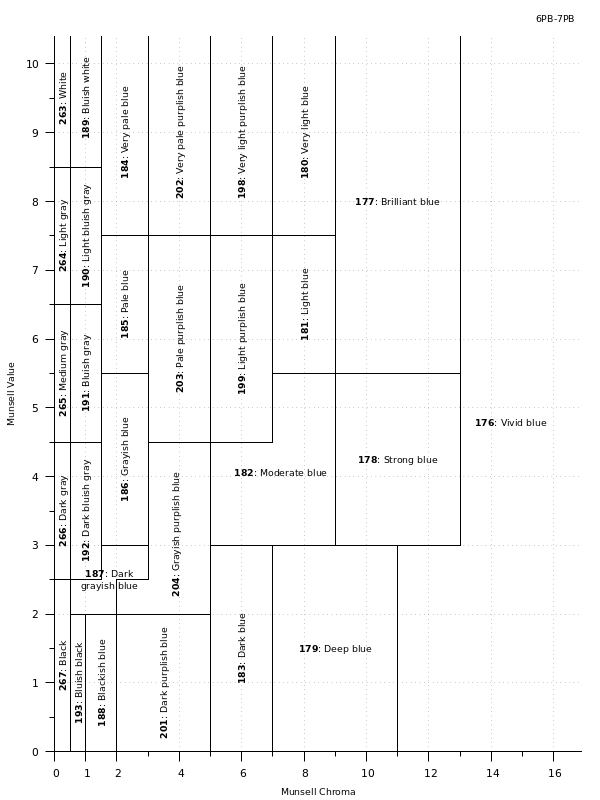 6PB-7PB
10
9
8
7
6
5
4
3
2
1
0
Munsell Value
263: White
189: Bluish white
184: Very pale blue
202: Very pale purplish blue
198: Very light purplish blue
180: Very light blue
177: Brilliant blue
264: Light gray
190: Light bluish gray
185: Pale blue
203: Pale purplish blue
199: Light purplish blue
181: Light blue
265: Medium gray
191: Bluish gray
186: Grayish blue
182: Moderate blue
178: Strong blue
176: Vivid blue
266: Dark gray
192: Dark bluish gray
187: Dark
grayish blue
204: Grayish purplish blue
267: Black
193: Bluish black
188: Blackish blue
201: Dark purplish blue
183: Dark blue
179: Deep blue
0 1 2 4 6 8 10 12 14 16
Munsell Chroma